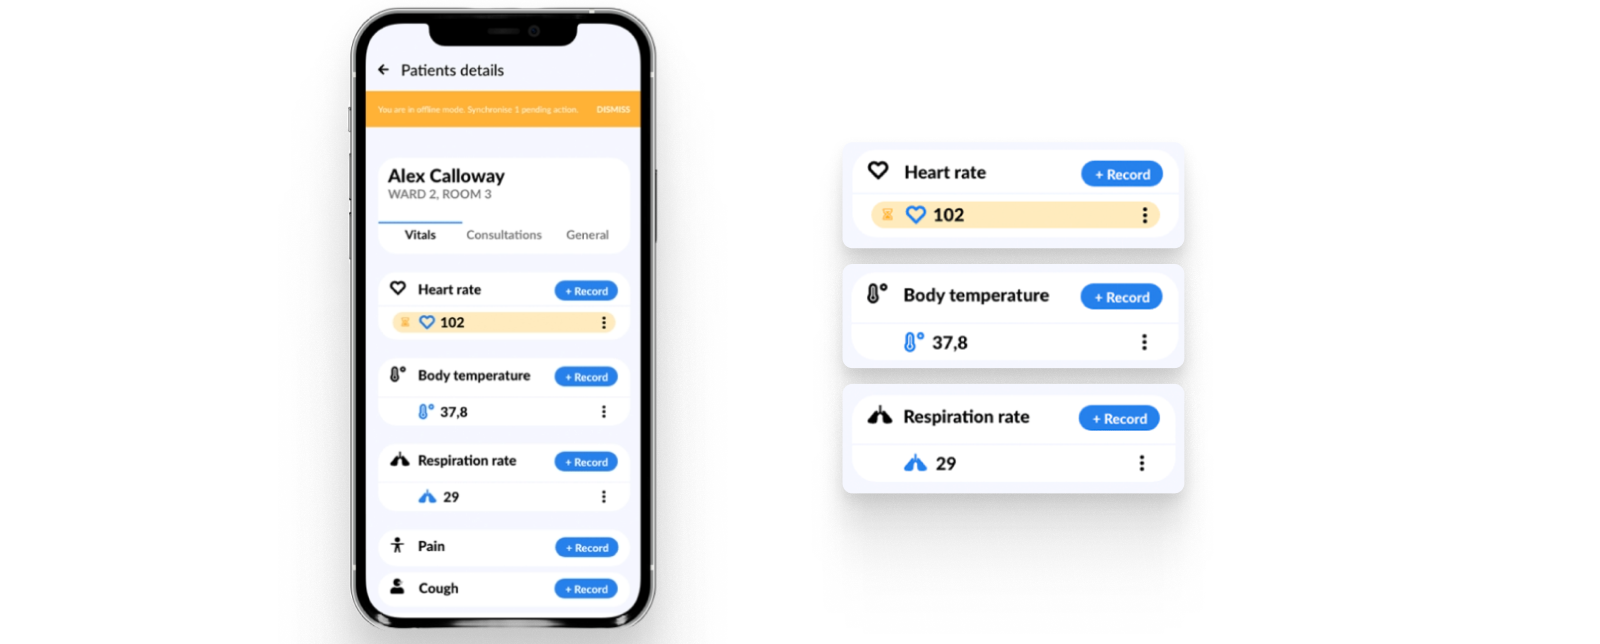 Patients details
You are in offline mode. Synchronise 1 pending action. DISMISS
Alex Calloway
WARD 2, ROOM 3
Vitals Consultations General
Heart rate + Record
102
Body temperature + Record
37,8
Respiration rate + Record
29
Pain + Record
Cough + Record
Heart rate + Record
102
Body temperature + Record
37,8
Respiration rate + Record
29